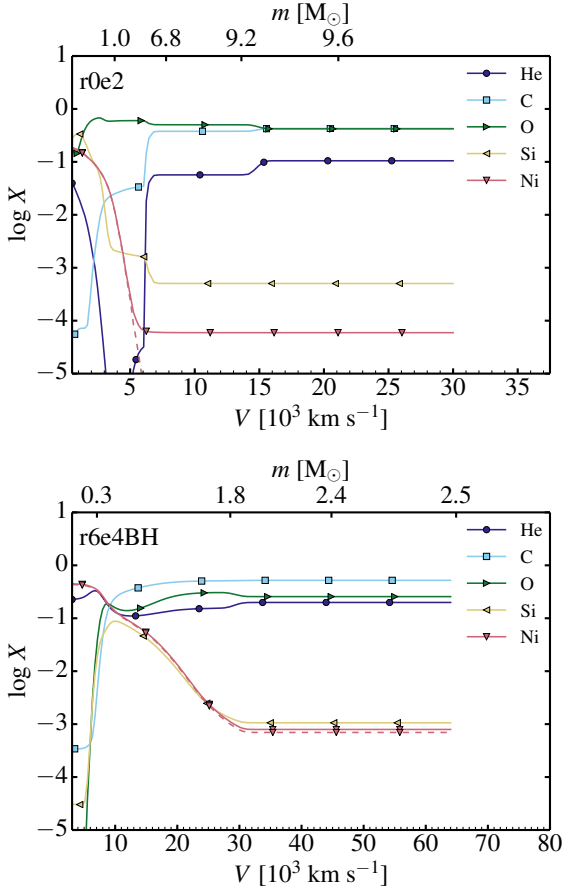 m [M☉]
1.0 6.8 9.2 9.6
r0e2
He
C
O
Si
Ni
1
0
−1
−2
−3
−4
−5
log X
5 10 15 20 25 30 35
V [10³ km s⁻¹]
m [M☉]
0.3 1.8 2.4 2.5
r6e4BH
He
C
O
Si
Ni
1
0
−1
−2
−3
−4
−5
log X
10 20 30 40 50 60 70 80
V [10³ km s⁻¹]